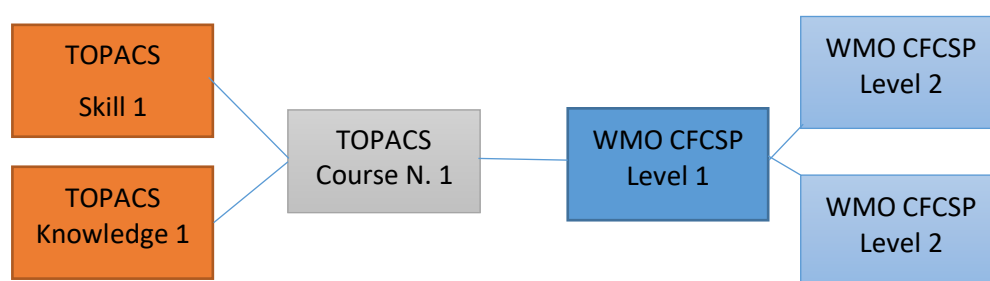 TOPACS
Skill 1
TOPACS
Knowledge 1
TOPACS
Course N. 1
WMO CFCSP
Level 1
WMO CFCSP
Level 2
WMO CFCSP
Level 2